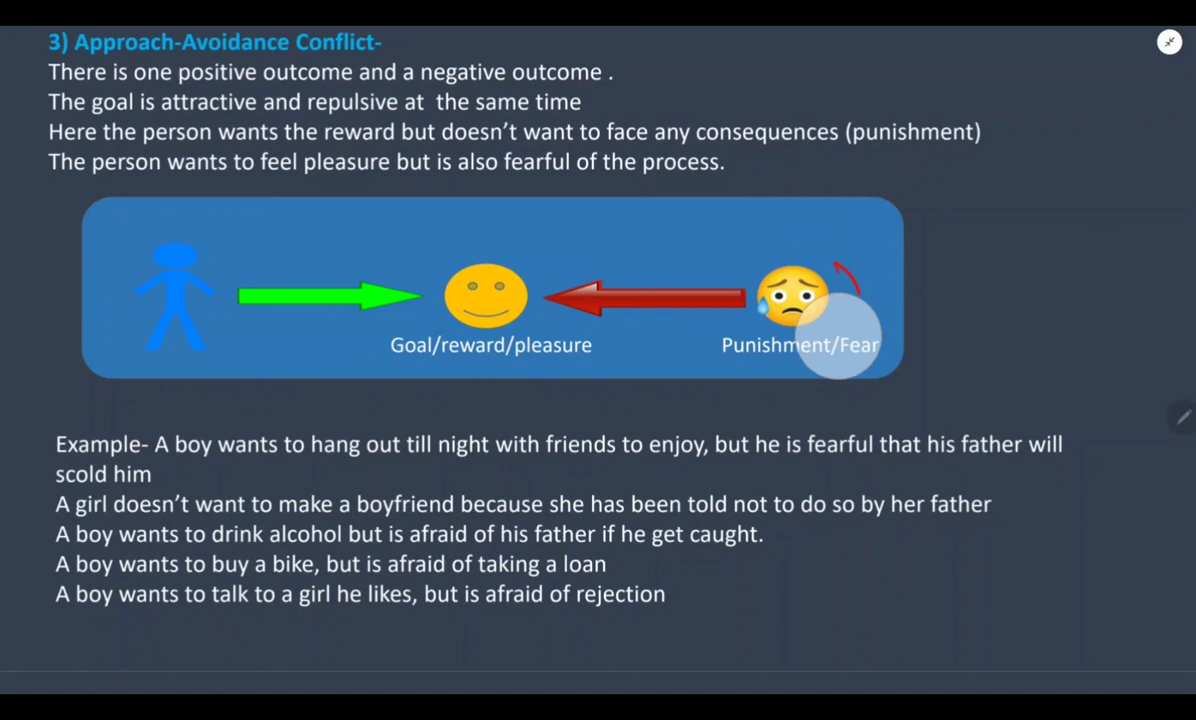 3) Approach-Avoidance Conflict-
There is one positive outcome and a negative outcome .
The goal is attractive and repulsive at the same time
Here the person wants the reward but doesn’t want to face any consequences (punishment)
The person wants to feel pleasure but is also fearful of the process.
Goal/reward/pleasure
Punishment/Fear
Example- A boy wants to hang out till night with friends to enjoy, but he is fearful that his father will
scold him
A girl doesn’t want to make a boyfriend because she has been told not to do so by her father
A boy wants to drink alcohol but is afraid of his father if he get caught.
A boy wants to buy a bike, but is afraid of taking a loan
A boy wants to talk to a girl he likes, but is afraid of rejection